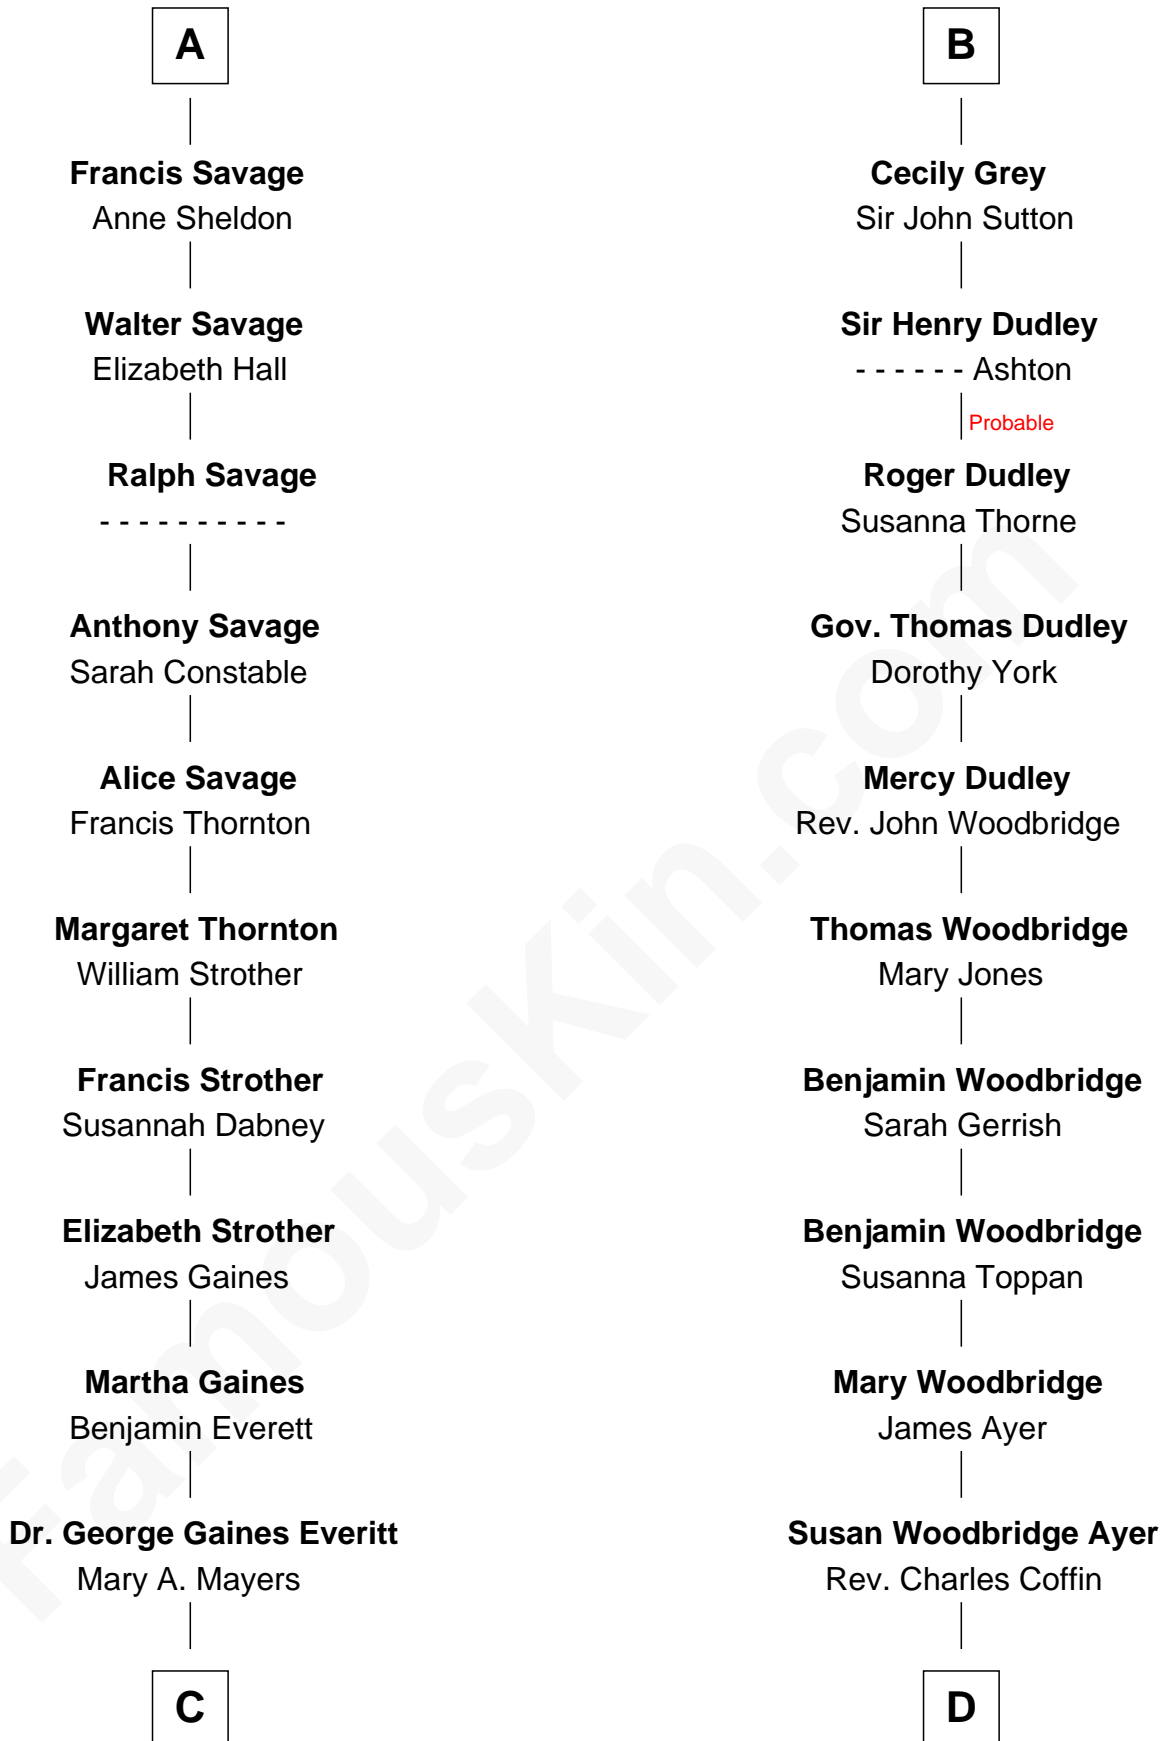 A
Francis Savage
Anne Sheldon
Walter Savage
Elizabeth Hall
Ralph Savage
- - - - - - - - - -
Anthony Savage
Sarah Constable
Alice Savage
Francis Thornton
Margaret Thornton
William Strother
Francis Strother
Susannah Dabney
Elizabeth Strother
James Gaines
Martha Gaines
Benjamin Everett
Dr. George Gaines Everitt
Mary A. Mayers
C
B
Cecily Grey
Sir John Sutton
Sir Henry Dudley
- - - - - - Ashton
Probable
Roger Dudley
Susanna Thorne
Gov. Thomas Dudley
Dorothy York
Mercy Dudley
Rev. John Woodbridge
Thomas Woodbridge
Mary Jones
Benjamin Woodbridge
Sarah Gerrish
Benjamin Woodbridge
Susanna Toppan
Mary Woodbridge
James Ayer
Susan Woodbridge Ayer
Rev. Charles Coffin
D
FamousKin.com